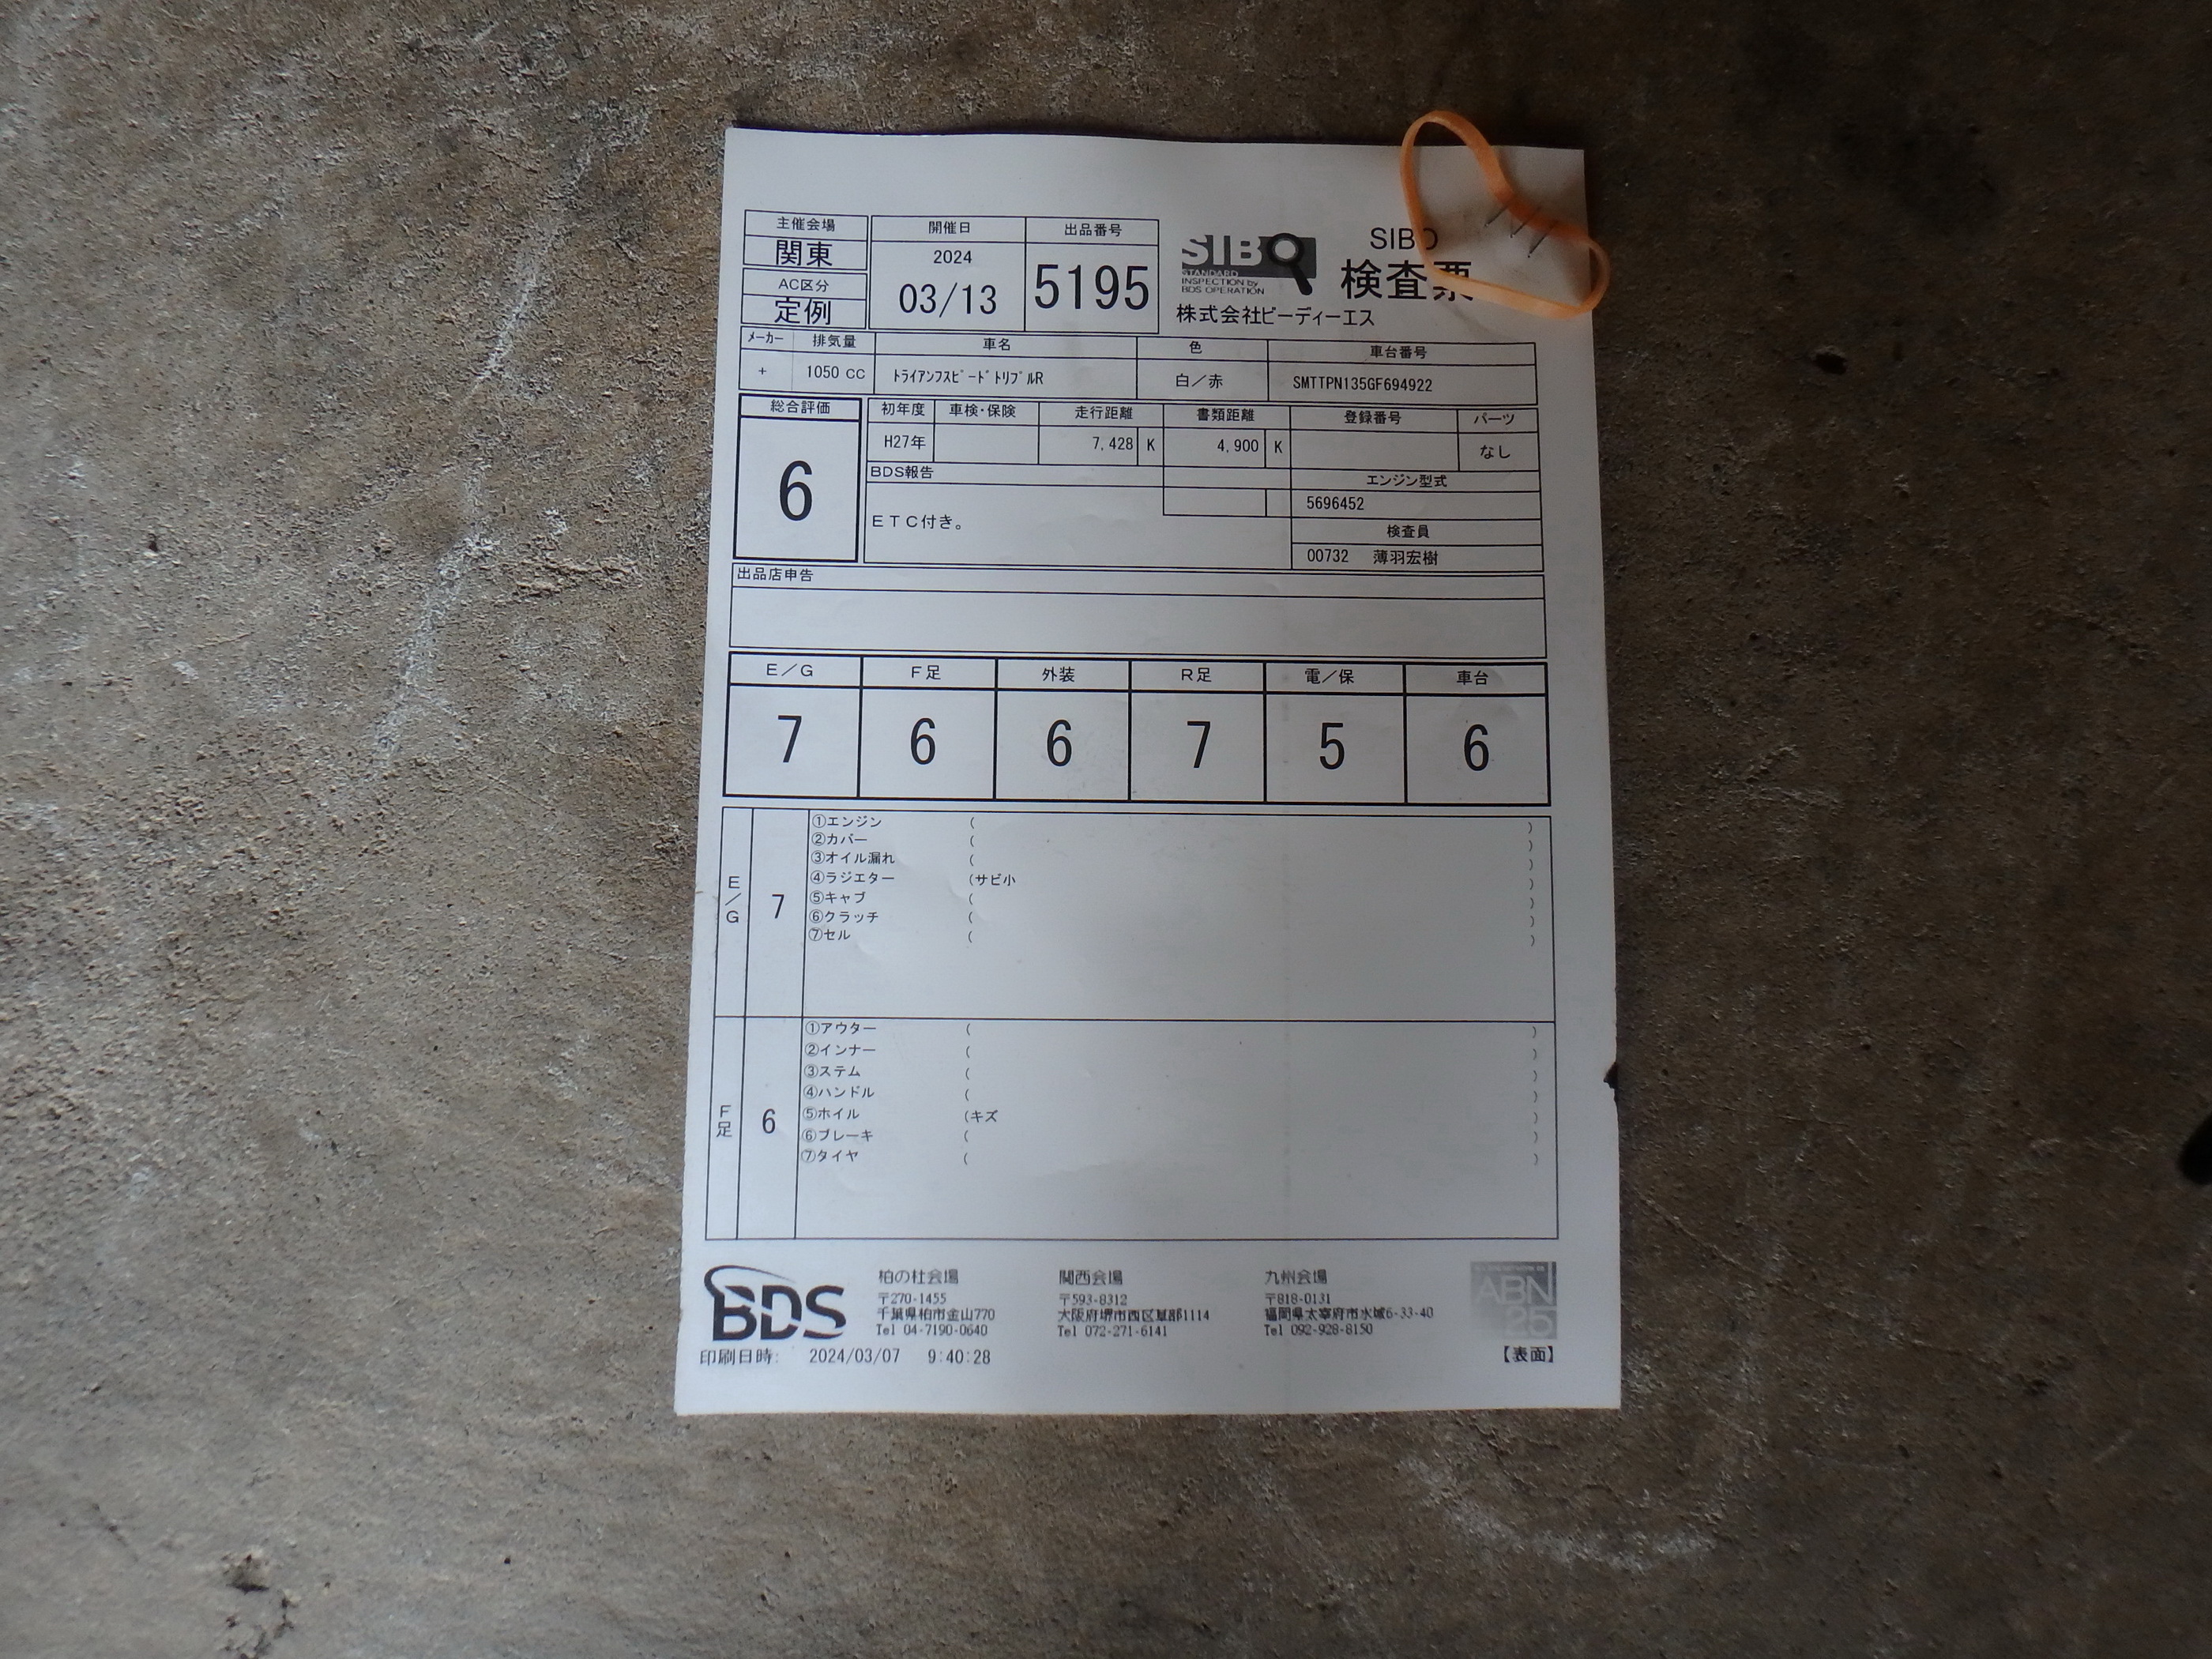 主催会場 開催日 出品番号
関東 2024 03/13 5195
AC区分
定例
SIBO
STANDARD
INSPECTION by
BDS OPERATION
SIBO
検査票
株式会社ビーディーエス
メーカー 排気量 車名 色 車台番号
+ 1050 CC トライアンフスピードトリプルR 白／赤 SMTTPN135GF694922
総合評価 初年度 車検・保険 走行距離 書類距離 登録番号 パーツ
6 H27年 7,428 K 4,900 K なし
BDS報告 エンジン型式
5696452
ETC付き。
検査員
00732 薄羽宏樹
出品店申告
E／G F足 外装 R足 電／保 車台
7 6 6 7 5 6
E／G 7
①エンジン ( )
②カバー ( )
③オイル漏れ ( )
④ラジエター (サビ小 )
⑤キャブ ( )
⑥クラッチ ( )
⑦セル ( )
F足 6
①アウター ( )
②インナー ( )
③ステム ( )
④ハンドル ( )
⑤ホイル (キズ )
⑥ブレーキ ( )
⑦タイヤ ( )
BDS
柏の杜会場 関西会場 九州会場
〒270-1455 〒593-8312 〒818-0131
千葉県柏市金山770 大阪府堺市西区草部1114 福岡県太宰府市水城6-33-40
Tel 04-7190-0640 Tel 072-271-6141 Tel 092-928-8150
ABN
25
印刷日時: 2024/03/07 9:40:28 【表面】